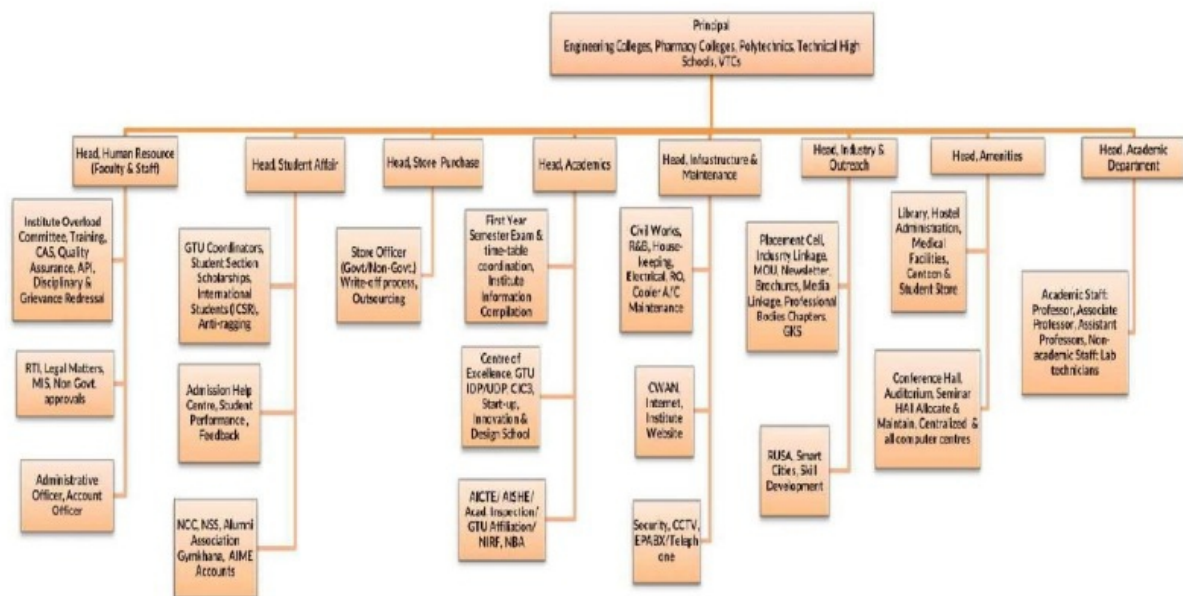 Principal
Engineering Colleges, Pharmacy Colleges, Polytechnics, Technical High
Schools, VTCs
Head, Human Resource
(Faculty & Staff)
Institute Overload
Committee, Training,
CAS, Quality
Assurance, API,
Disciplinary &
Grievance Redressal
RTI, Legal Matters,
MIS, Non Govt.
approvals
Administrative
Officer, Account
Officer
Head, Student Affair
GTU Coordinators,
Student Section
Scholarships,
International
Students (ICSR),
Anti-ragging
Admission Help
Centre, Student
Performance ,
Feedback
NCC, NSS, Alumni
Association
Gymkhana, AIME
Accounts
Head, Store Purchase
Store Officer
(Govt/Non-Govt.)
Write-off process,
Outsourcing
Head, Academics
First Year
Semester Exam &
time-table
coordination,
Institute
Information
Compilation
Centre of
Excellence, GTU
IDP/UDP, CIC3,
Start-up,
Innovation &
Design School
AICTE/ AISHE/
Acad. Inspection/
GTU Affiliation/
NIRF, NBA
Head, Infrastructure &
Maintenance
Civil Works,
R&B, House-
keeping,
Electrical, RO,
Cooler A/C
Maintenance
CWAN,
Internet,
Institute
Website
Security, CCTV,
EPABX/Teleph
one
Head, Industry &
Outreach
Placement Cell,
Indusrty Linkage,
MOU, Newsletter,
Brochures, Media
Linkage, Professional
Bodies Chapters,
GKS
RUSA, Smart
Cities, Skill
Development
Head, Amenities
Library, Hostel
Administration,
Medical
Facilities,
Canteen &
Student Store
Conference Hall,
Auditorium, Seminar
HAll Allocate &
Maintain, Centralized &
all computer centres
Head, Academic
Department
Academic Staff:
Professor, Associate
Professor, Assistant
Professors, Non-
academic Staff: Lab
technicians